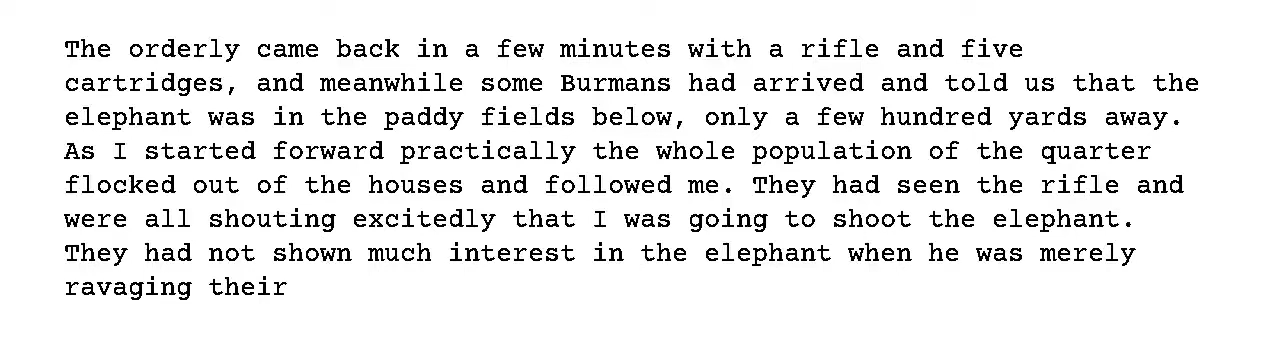 The orderly came back in a few minutes with a rifle and five
cartridges, and meanwhile some Burmans had arrived and told us that the
elephant was in the paddy fields below, only a few hundred yards away.
As I started forward practically the whole population of the quarter
flocked out of the houses and followed me. They had seen the rifle and
were all shouting excitedly that I was going to shoot the elephant.
They had not shown much interest in the elephant when he was merely
ravaging their